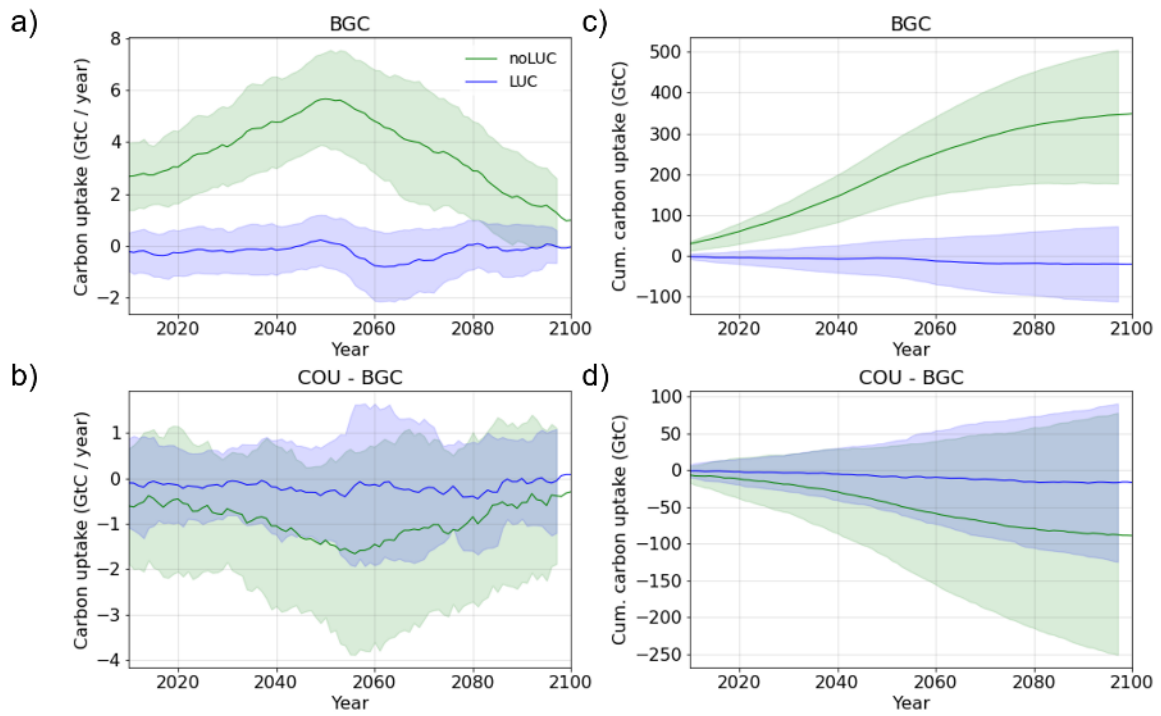 a)
BGC
Carbon uptake (GtC / year)
8
6
4
2
0
−2
noLUC
LUC
2020
2040
2060
2080
2100
Year
c)
BGC
Cum. carbon uptake (GtC)
500
400
300
200
100
0
−100
2020
2040
2060
2080
2100
Year
b)
COU - BGC
Carbon uptake (GtC / year)
1
0
−1
−2
−3
−4
2020
2040
2060
2080
2100
Year
d)
COU - BGC
Cum. carbon uptake (GtC)
100
50
0
−50
−100
−150
−200
−250
2020
2040
2060
2080
2100
Year